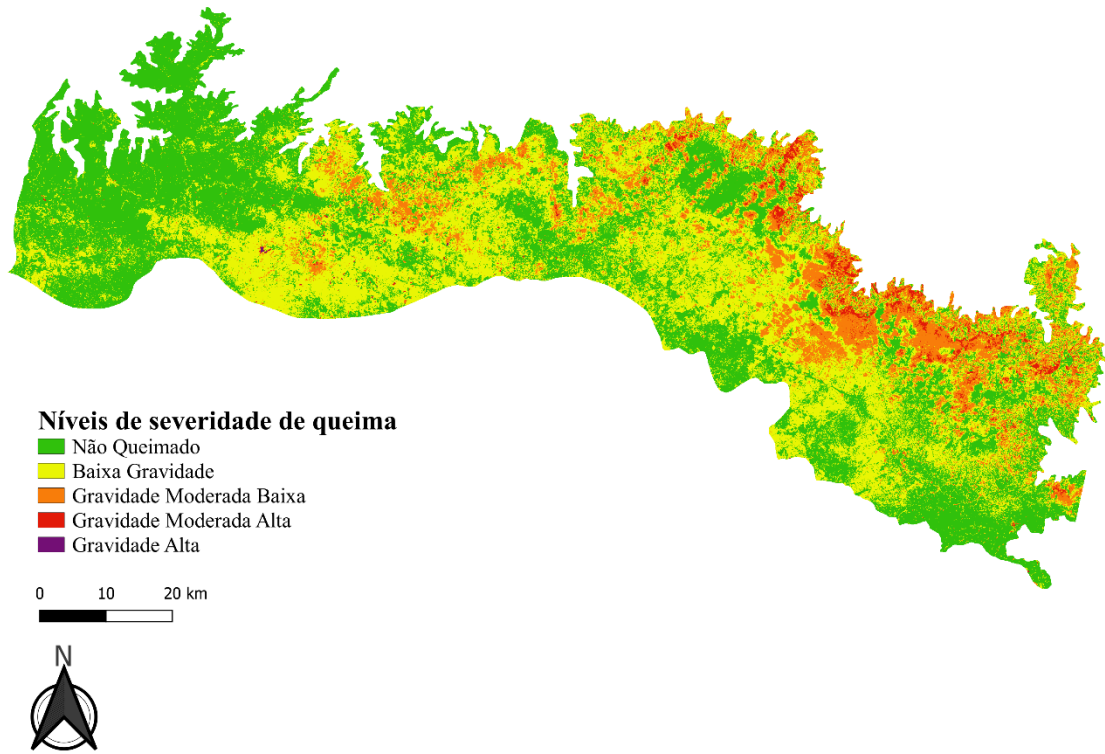 Níveis de severidade de queima
Não Queimado
Baixa Gravidade
Gravidade Moderada Baixa
Gravidade Moderada Alta
Gravidade Alta
0 10 20 km
N